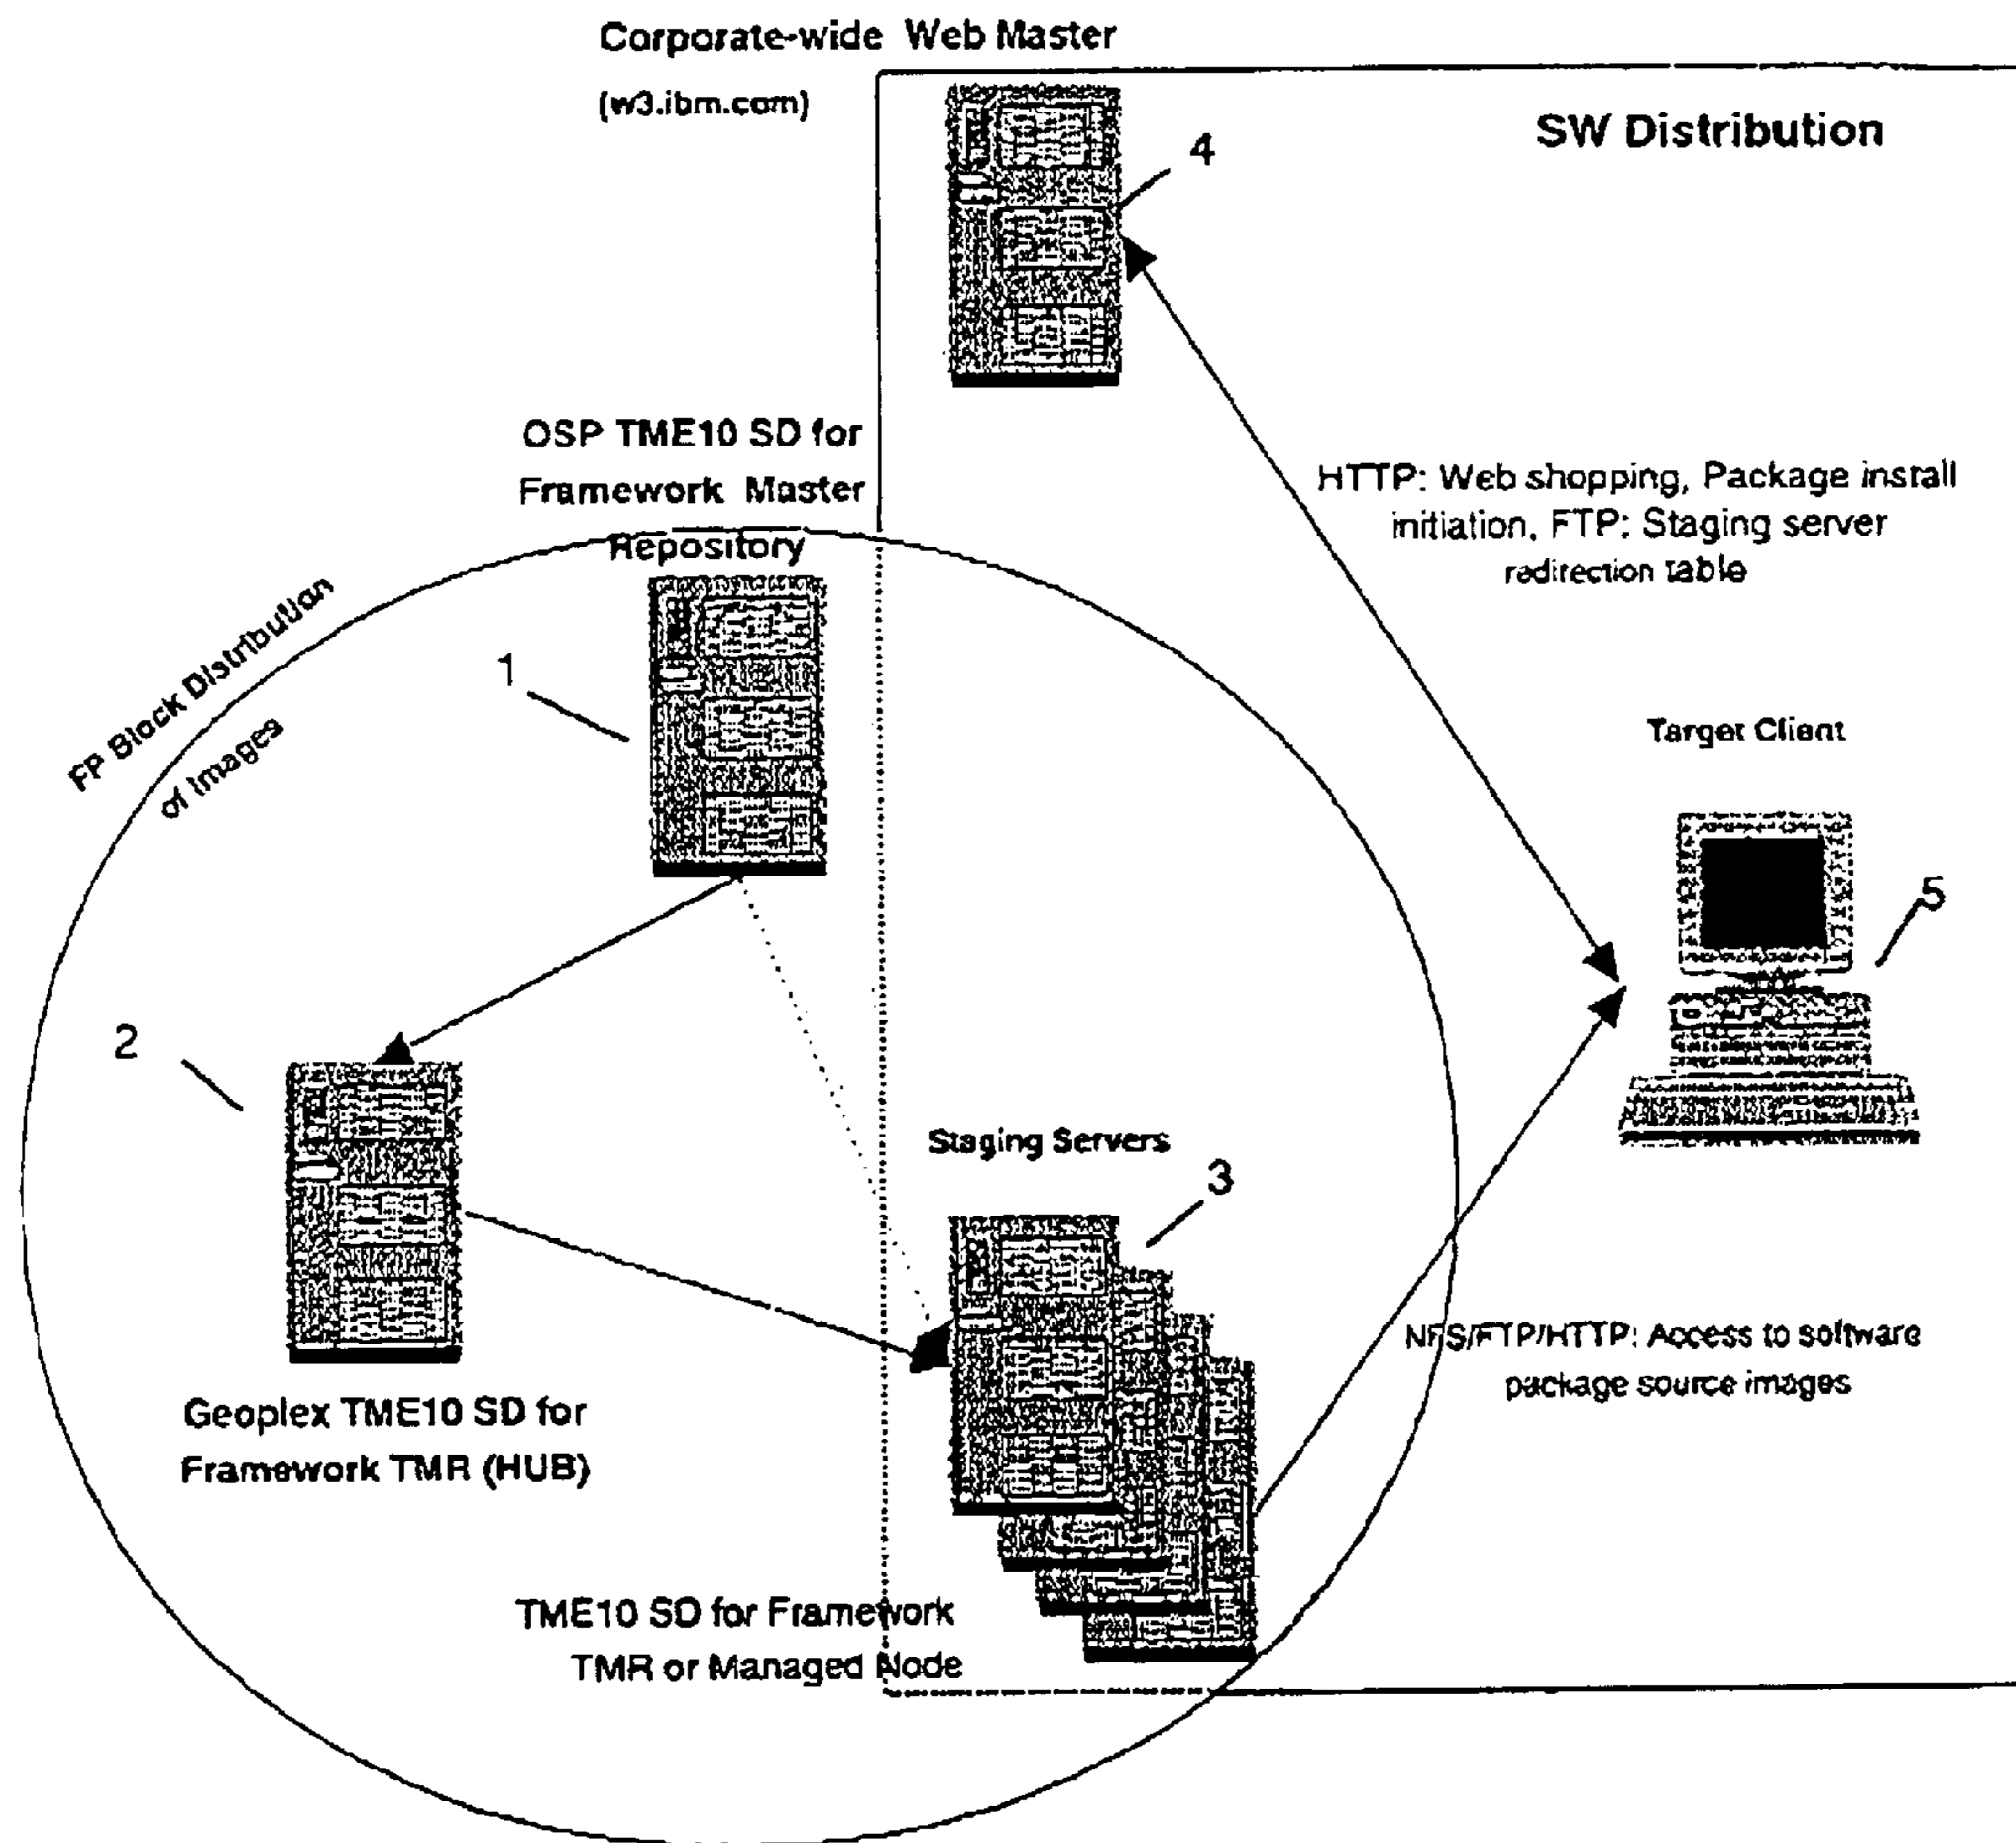 Corporate-wide Web Master
(w3.ibm.com)
SW Distribution
4
OSP TME10 SD for
Framework Master
Repository
HTTP: Web shopping, Package install
initiation, FTP: Staging server
redirection table
FP Block Distribution
of Images
1
Target Client
5
2
Staging Servers
3
NFS/FTP/HTTP: Access to software
package source images
Geoplex TME10 SD for
Framework TMR (HUB)
TME10 SD for Framework
TMR or Managed Node